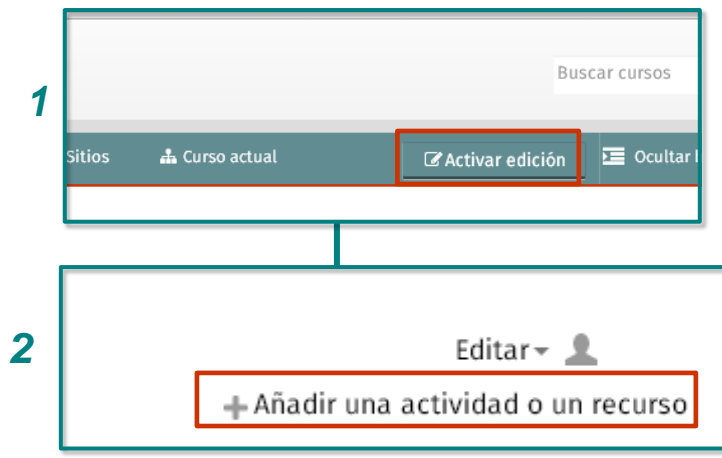 1
Buscar cursos
Sitios Curso actual Activar edición Ocultar
2
Editar
Añadir una actividad o un recurso